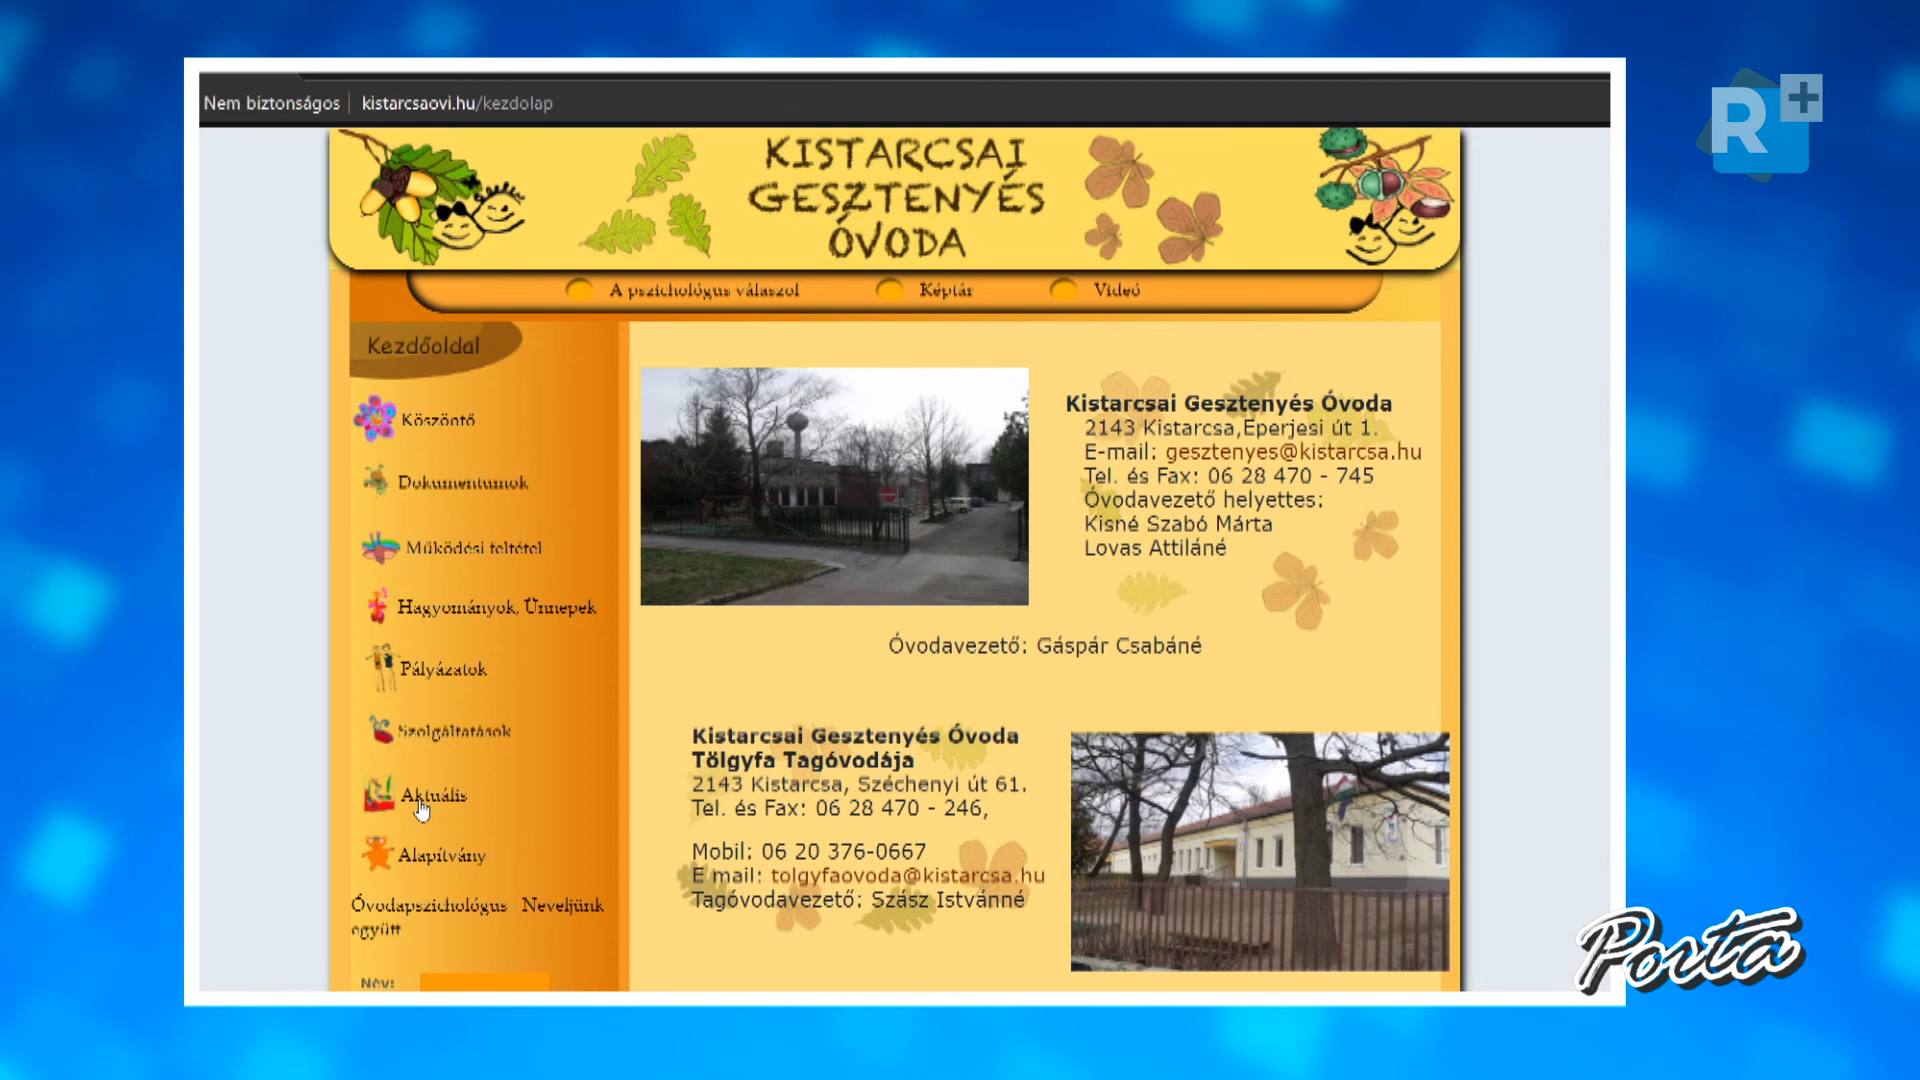 R+
Nem biztonságos kistarcsaovi.hu/kezdolap
KISTARCSAI
GESZTENYÉS
ÓVODA
A pszichológus válaszol Képtár Videó
Kezdőoldal
Köszöntő
Dokumentumok
Működési feltétel
Hagyományok, Ünnepek
Pályázatok
Szolgáltatások
Aktuális
Alapítvány
Óvodapszichológus Neveljünk
együtt
Név:
Kistarcsai Gesztenyés Óvoda
2143 Kistarcsa,Eperjesi út 1.
E-mail: gesztenyes@kistarcsa.hu
Tel. és Fax: 06 28 470 - 745
Óvodavezető helyettes:
Kisné Szabó Márta
Lovas Attiláné
Óvodavezető: Gáspár Csabáné
Kistarcsai Gesztenyés Óvoda
Tölgyfa Tagóvodája
2143 Kistarcsa, Széchenyi út 61.
Tel. és Fax: 06 28 470 - 246,
Mobil: 06 20 376-0667
E mail: tolgyfaovoda@kistarcsa.hu
Tagóvodavezető: Szász Istvánné
Porta